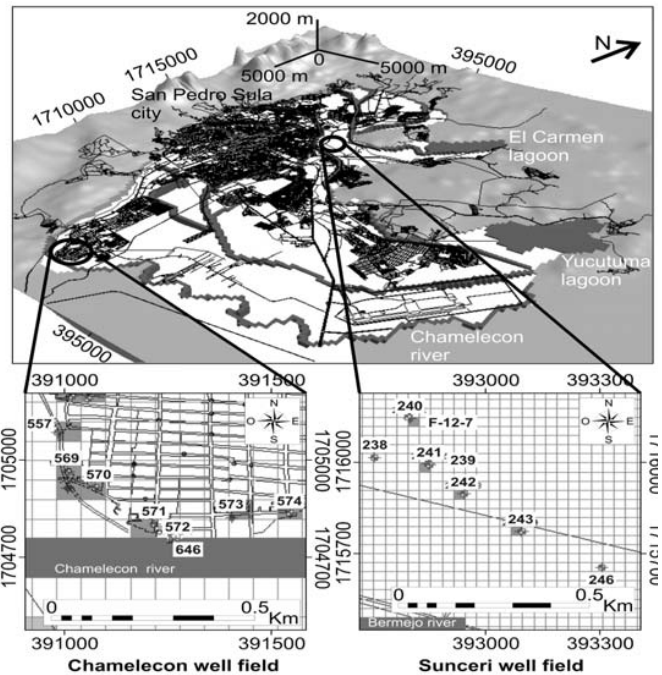 2000 m
N
1715000
0
395000
5000 m
5000 m
1710000
San Pedro Sula
city
El Carmen
lagoon
Yucutuma
lagoon
Chamelecon
river
395000
391000
391500
557
N
O E
S
1705000
569
570
571
572
573
574
646
1705000
1704700
1704700
Chamelecon river
0
0.5
Km
391000
391500
Chamelecon well field
393000
393300
240
F-12-7
N
O E
S
238
241
239
242
1716000
1716000
243
246
1715700
1715700
0
0.5
Km
Bermejo river
393000
393300
Sunceri well field